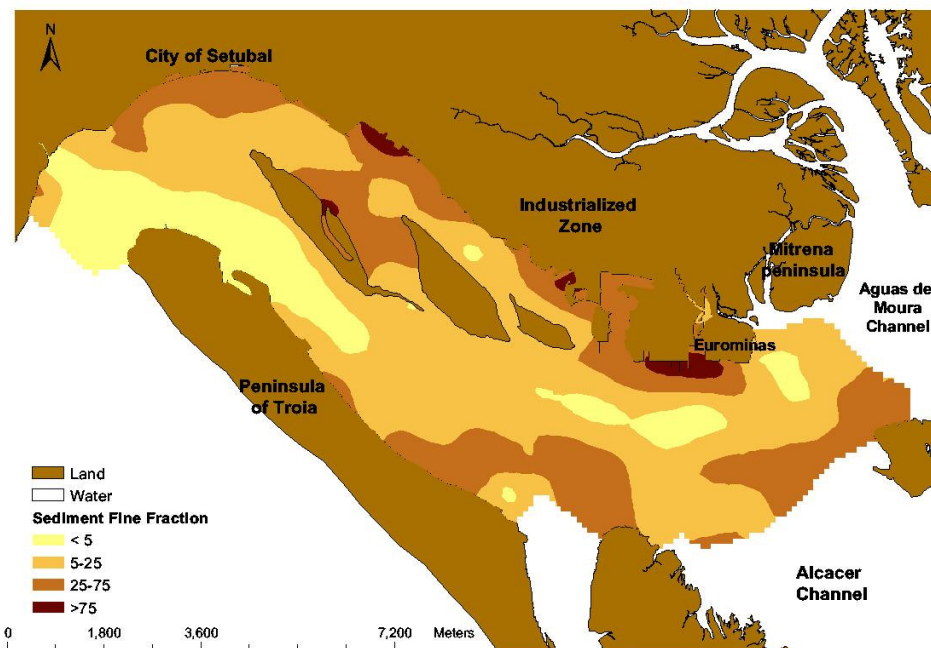 N
City of Setubal
Industrialized
Zone
Mitrena
peninsula
Aguas de
Moura
Channel
Eurominas
Peninsula
of Troia
Land
Water
Sediment Fine Fraction
< 5
5-25
25-75
>75
Alcacer
Channel
0 1,800 3,600 7,200 Meters